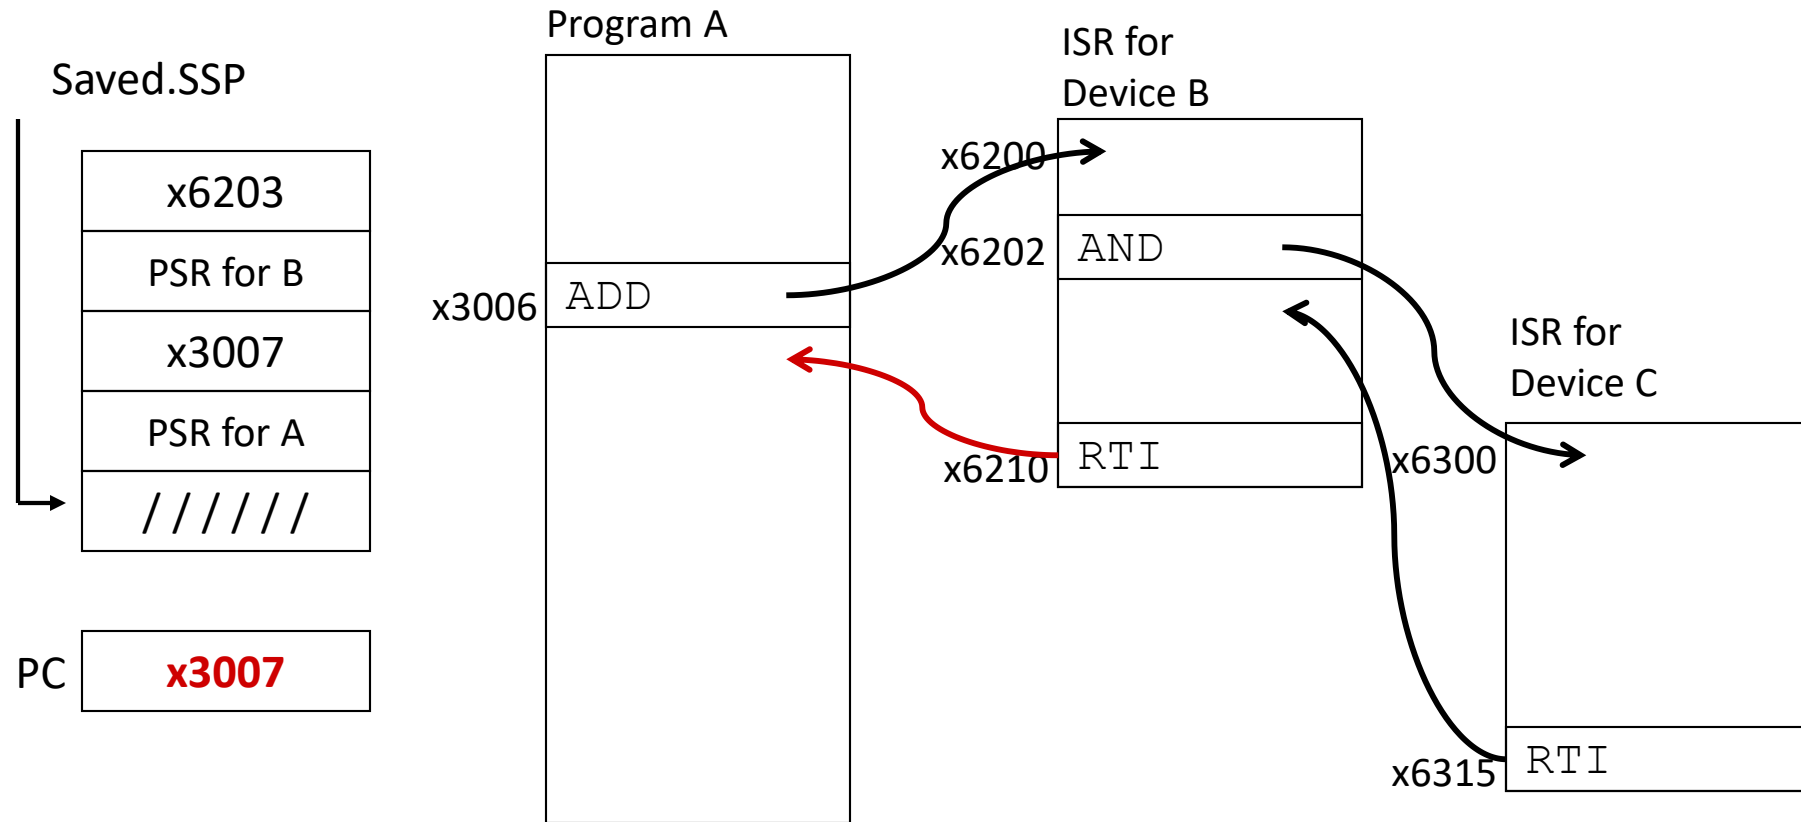 Saved.SSP
x6203
PSR for B
x3007
PSR for A
//////
PC
x3007
Program A
x3006
ADD
ISR for
Device B
x6200
x6202
AND
x6210
RTI
ISR for
Device C
x6300
x6315
RTI